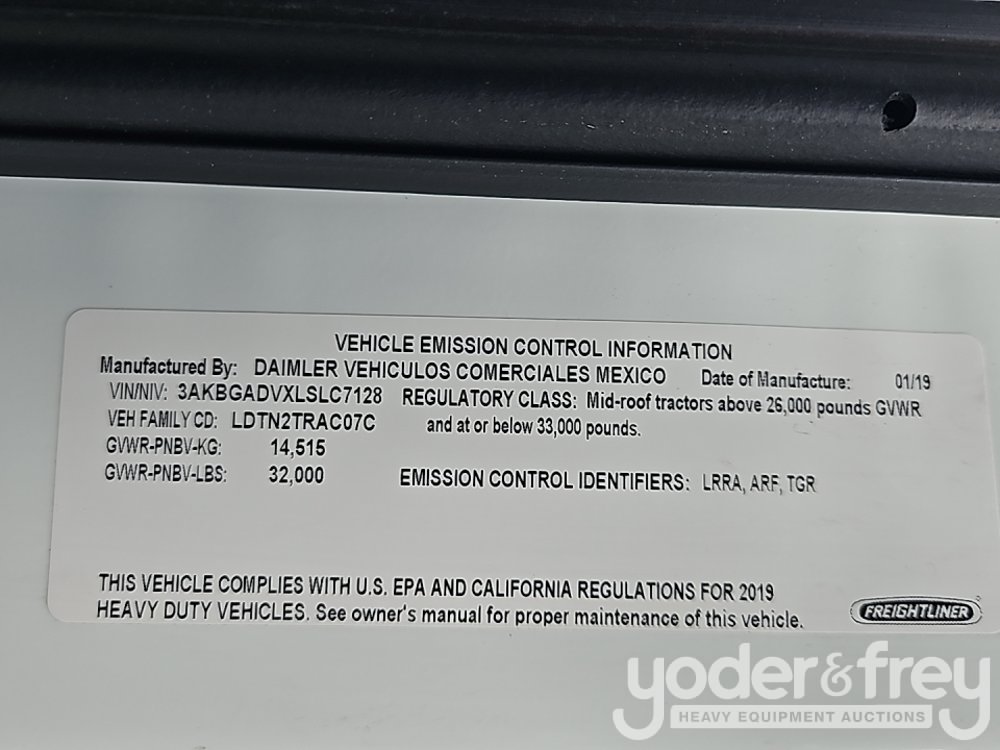 VEHICLE EMISSION CONTROL INFORMATION
Manufactured By: DAIMLER VEHICULOS COMERCIALES MEXICO Date of Manufacture: 01/19
VIN/NIV: 3AKBGADVXLSLC7128 REGULATORY CLASS: Mid-roof tractors above 26,000 pounds GVWR
VEH FAMILY CD: LDTN2TRAC07C and at or below 33,000 pounds.
GVWR-PNBV-KG: 14,515
GVWR-PNBV-LBS: 32,000 EMISSION CONTROL IDENTIFIERS: LRRA, ARF, TGR
THIS VEHICLE COMPLIES WITH U.S. EPA AND CALIFORNIA REGULATIONS FOR 2019
HEAVY DUTY VEHICLES. See owner's manual for proper maintenance of this vehicle.
FREIGHTLINER
yoder&frey
HEAVY EQUIPMENT AUCTIONS